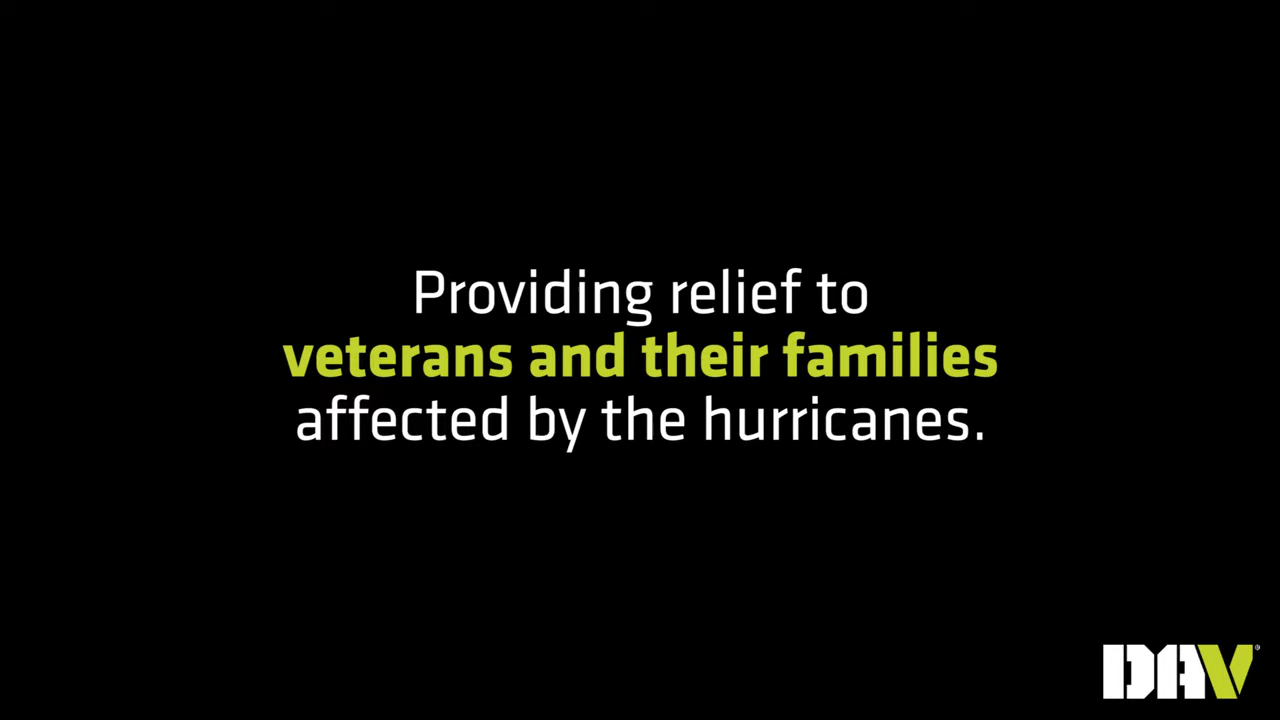 Providing relief to
veterans and their families
affected by the hurricanes.
DAV®